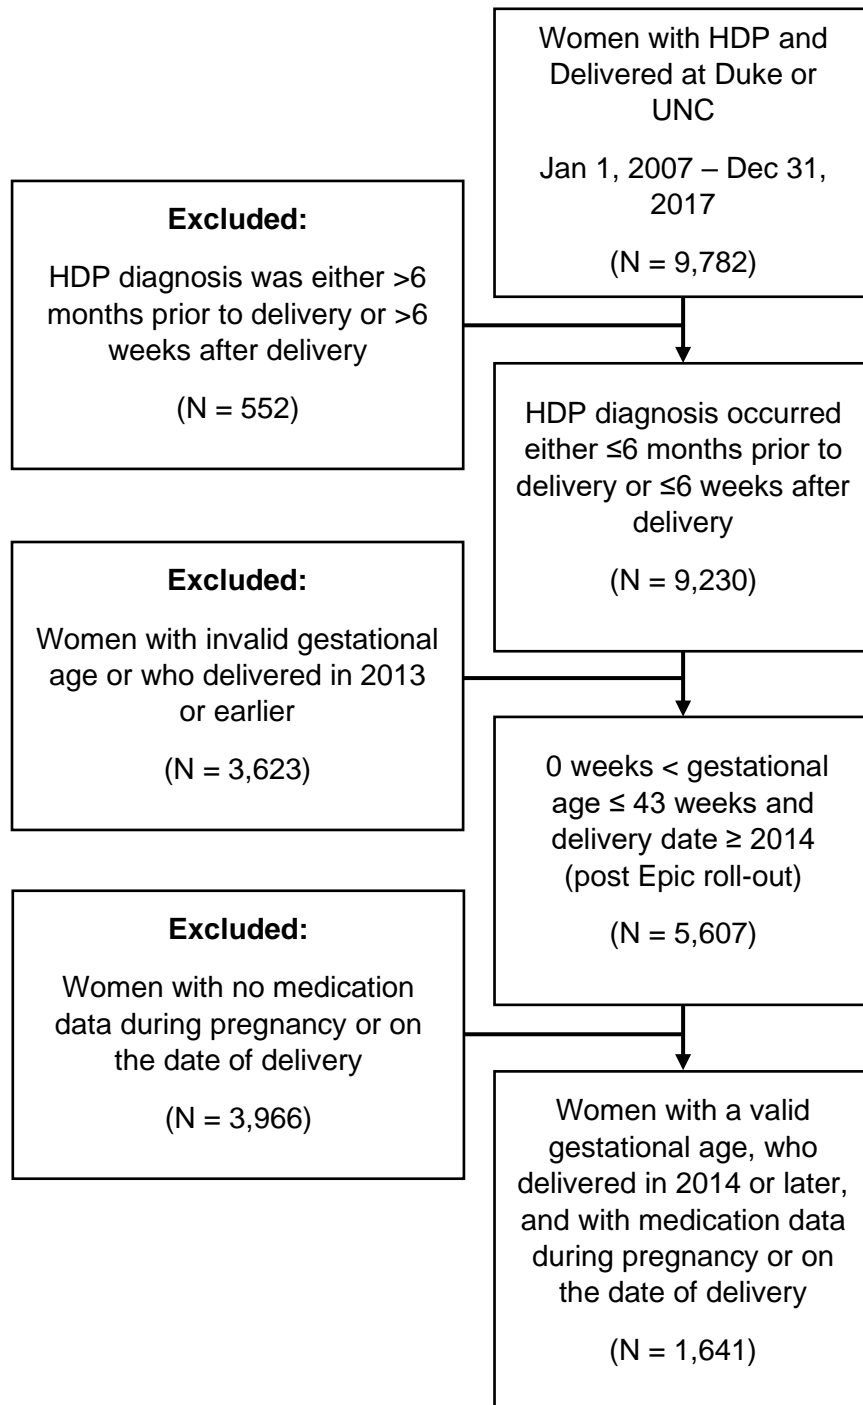 Women with HDP and
Delivered at Duke or
UNC
Jan 1, 2007 – Dec 31,
2017
(N = 9,782)
Excluded:
HDP diagnosis was either >6
months prior to delivery or >6
weeks after delivery
(N = 552)
HDP diagnosis occurred
either ≤6 months prior to
delivery or ≤6 weeks after
delivery
(N = 9,230)
Excluded:
Women with invalid gestational
age or who delivered in 2013
or earlier
(N = 3,623)
0 weeks < gestational
age ≤ 43 weeks and
delivery date ≥ 2014
(post Epic roll-out)
(N = 5,607)
Excluded:
Women with no medication
data during pregnancy or on
the date of delivery
(N = 3,966)
Women with a valid
gestational age, who
delivered in 2014 or later,
and with medication data
during pregnancy or on
the date of delivery
(N = 1,641)